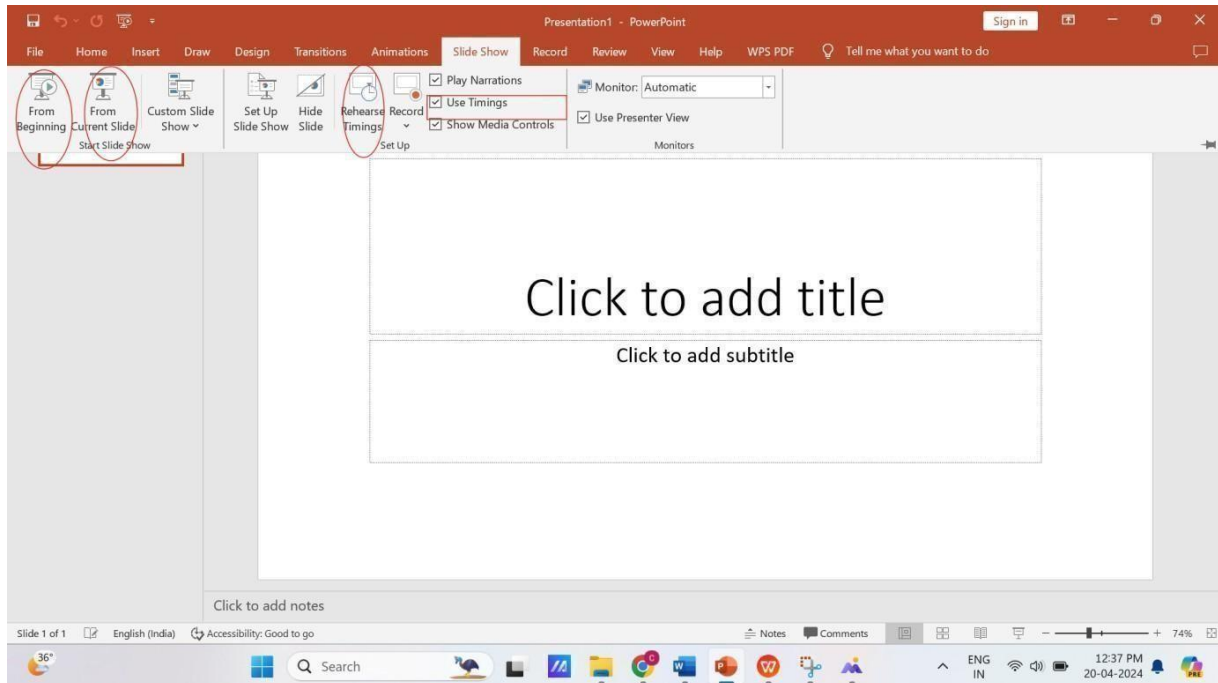 Presentation1 - PowerPoint
Sign in
File Home Insert Draw Design Transitions Animations Slide Show Record Review View Help WPS PDF Tell me what you want to do
From Beginning
From Current Slide
Start Slide Show
Custom Slide Show
Set Up Slide Show
Hide Slide
Rehearse Timings
Record
Play Narrations
Use Timings
Show Media Controls
Set Up
Monitor: Automatic
Use Presenter View
Monitors
Click to add title
Click to add subtitle
Click to add notes
Slide 1 of 1 English (India) Accessibility: Good to go Notes Comments 74%
36°
Search
ENG
IN
12:37 PM
20-04-2024
PRE